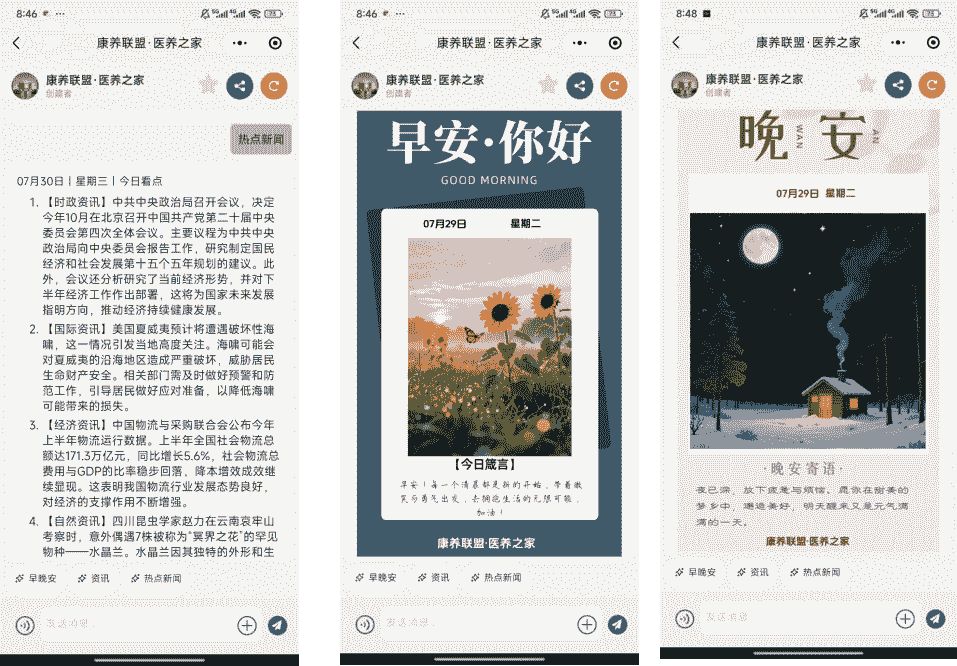 8:46 ··· 5G 4G 73
康养联盟·医养之家
康养联盟·医养之家
创建者
热点新闻
07月30日丨星期三丨今日看点
1. 【时政资讯】中共中央政治局召开会议，决定
今年10月在北京召开中国共产党第二十届中央
委员会第四次全体会议。主要议程为中共中央
政治局向中央委员会报告工作，研究制定国民
经济和社会发展第十五个五年规划的建议。此
外，会议还分析研究了当前经济形势，并对下
半年经济工作作出部署，这将为国家未来发展
指明方向，推动经济持续健康发展。
2. 【国际资讯】美国夏威夷预计将遭遇破坏性海
啸，这一情况引发当地高度关注。海啸可能会
对夏威夷的沿海地区造成严重破坏，威胁居民
生命财产安全。相关部门需及时做好预警和防
范工作，引导居民做好应对准备，以降低海啸
可能带来的损失。
3. 【经济资讯】中国物流与采购联合会公布今年
上半年物流运行数据。上半年全国社会物流总
额达171.3万亿元，同比增长5.6%，社会物流总
费用与GDP的比率稳步回落，降本增效成效继
续显现。这表明我国物流行业发展态势良好，
对经济的支撑作用不断增强。
4. 【自然资讯】四川昆虫学家赵力在云南哀牢山
考察时，意外偶遇7株被称为“冥界之花”的罕见
物种——水晶兰。水晶兰因其独特的外形和生
早晚安 资讯 热点新闻
发送消息..
8:46 ··· 5G 4G 73
康养联盟·医养之家
康养联盟·医养之家
创建者
早安·你好
GOOD MORNING
07月29日 星期二
【今日箴言】
早安！每一个清晨都是新的开始，带着微
笑与勇气出发，去拥抱生活的无限可能，
加油！
康养联盟·医养之家
早晚安 资讯 热点新闻
发送消息..
8:48 5G 4G 73
康养联盟·医养之家
康养联盟·医养之家
创建者
晚 WAN 安 AN
07月29日 星期二
·晚安寄语·
夜已深，放下疲惫与烦恼。愿你在甜美的
梦乡中，邂逅美好，明天醒来又是元气满
满的一天。
康养联盟·医养之家
早晚安 资讯 热点新闻
发送消息